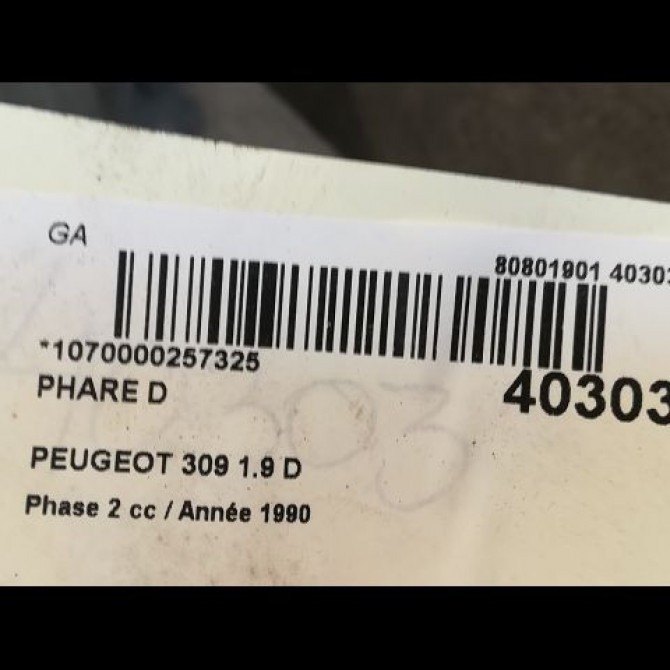 GA
80801901 40303
*1070000257325
PHARE D
40303
PEUGEOT 309 1.9 D
Phase 2 cc / Année 1990